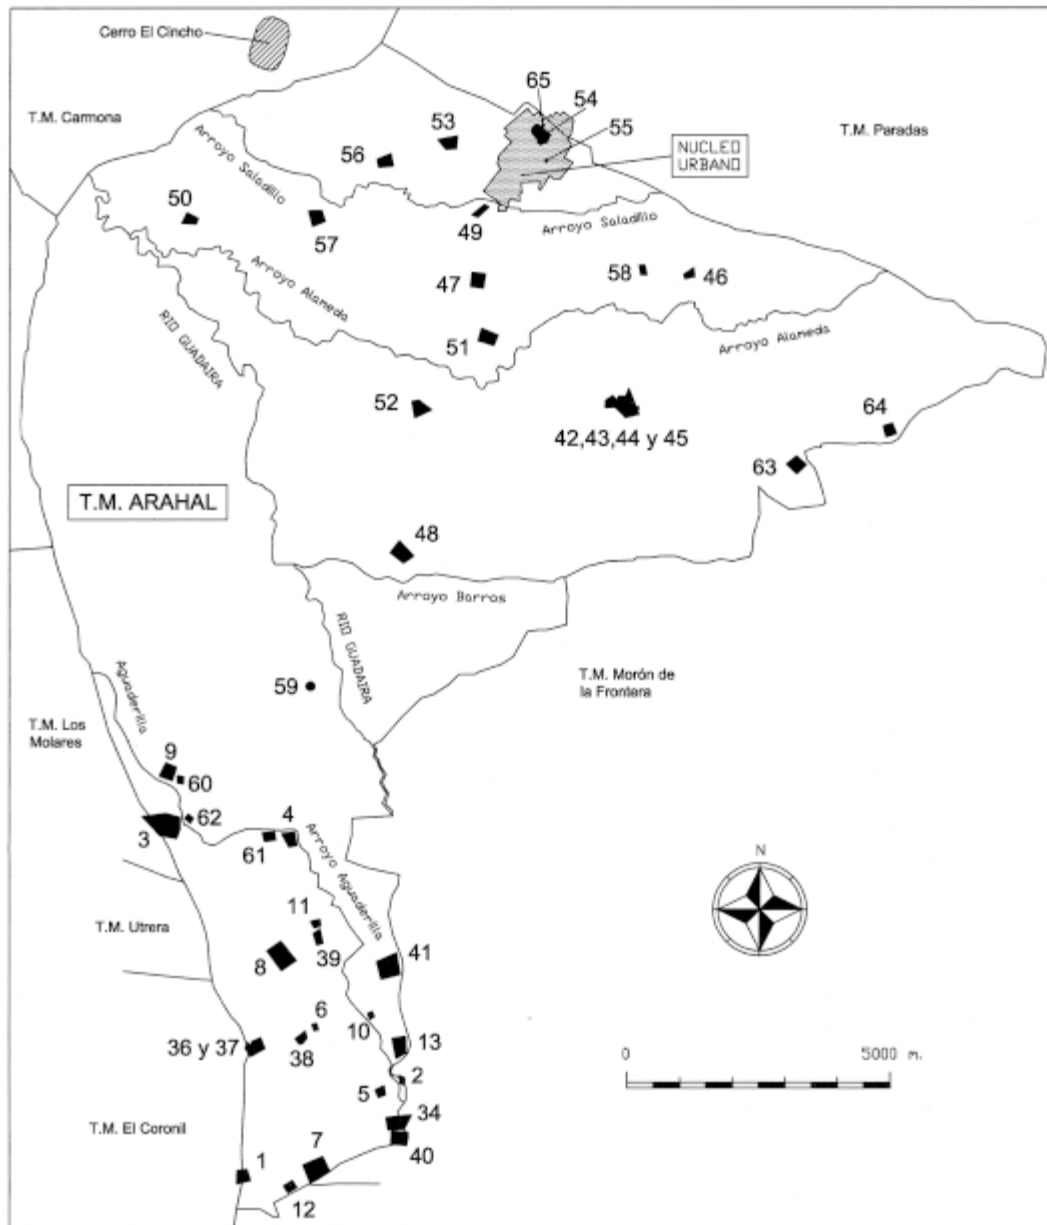 Cerro El Cincho
T.M. Carmona
65
54
53
55
T.M. Paradas
56
NUCLEO
URBANO
Arroyo Saladillo
50
57
49
Arroyo Saladillo
Arroyo Alameda
47
58
46
RIO GUADAIRA
51
Arroyo Alameda
52
42,43,44 y 45
64
63
T.M. ARAHAL
48
Arroyo Barros
RIO GUADAIRA
59
T.M. Morón de
la Frontera
Aguaderilla
T.M. Los
Molares
9
60
62
3
4
61
Arroyo Aguaderilla
N
11
T.M. Utrera
39
41
8
6
10
13
36 y 37
38
0
5000 m.
2
5
34
T.M. El Coronil
40
7
1
12